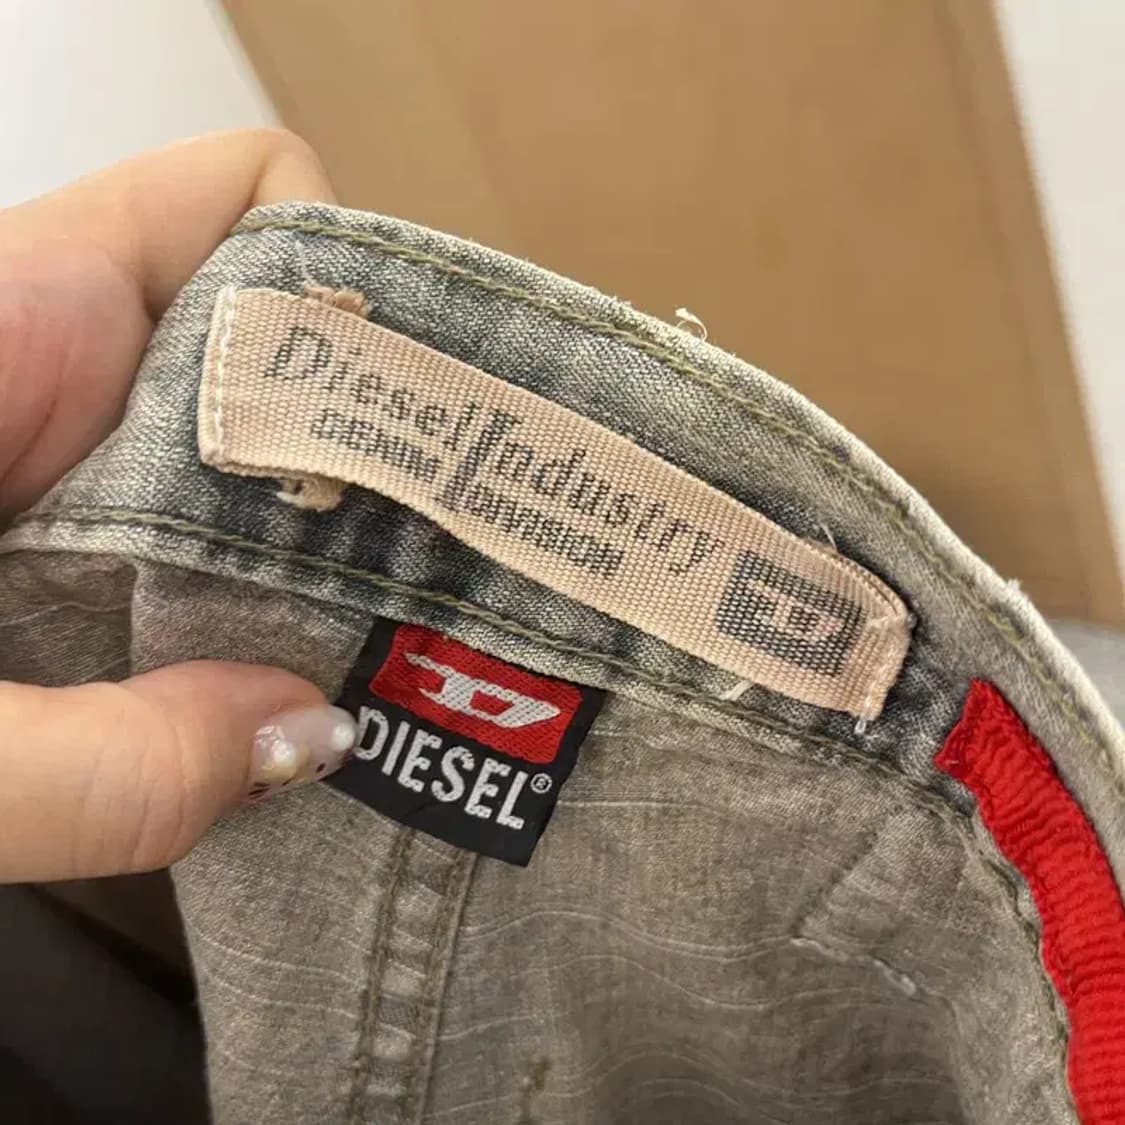 Diesel Industry
DENIM DIVISION
D
DIESEL®